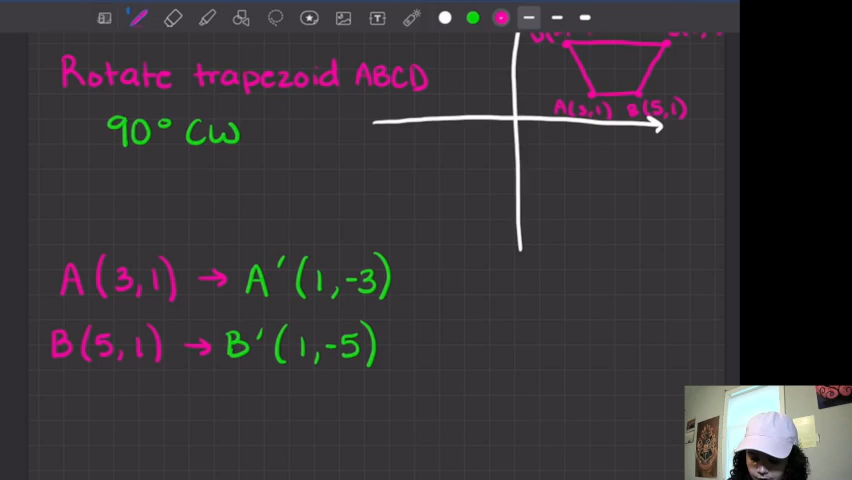 Rotate trapezoid ABCD
90° CW
A(3,1) B(5,1)
A(3,1) → A′(1,-3)
B(5,1) → B′(1,-5)